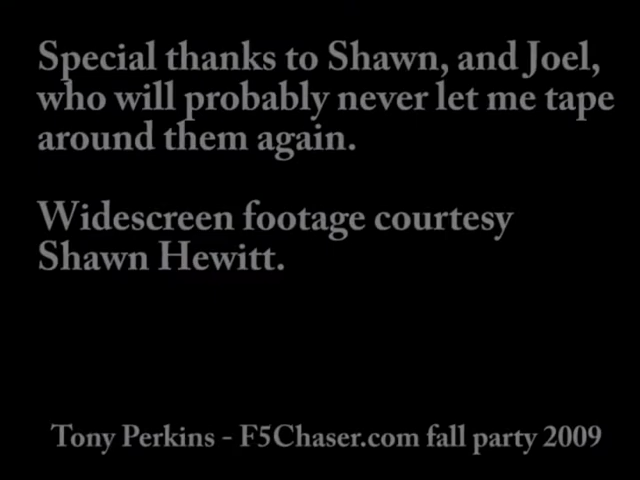 Special thanks to Shawn, and Joel,
who will probably never let me tape
around them again.
Widescreen footage courtesy
Shawn Hewitt.
Tony Perkins - F5Chaser.com fall party 2009